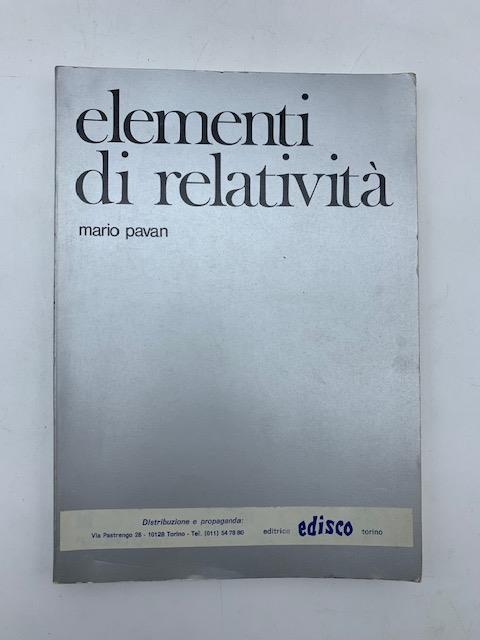 elementi
di relatività
mario pavan
Distribuzione e propaganda:
Via Pastrengo 28 - 10128 Torino - Tel. (011) 54 78 80
editrice edisco torino